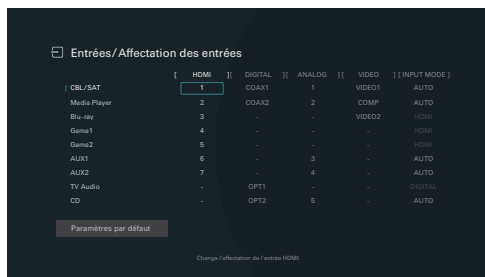 Entrées/Affectation des entrées
[ HDMI ][ DIGITAL ][ ANALOG ][ VIDEO ][ INPUT MODE ]
CBL/SAT 1 COAX1 1 VIDEO1 AUTO
Media Player 2 COAX2 2 COMP AUTO
Blu-ray 3 - - VIDEO2 HDMI
Game1 4 - - - HDMI
Game2 5 - - - HDMI
AUX1 6 - 3 - AUTO
AUX2 7 - 4 - AUTO
TV Audio - OPT1 - - DIGITAL
CD - OPT2 5 - AUTO
Paramètres par défaut
Change l'affectation de l'entrée HDMI.